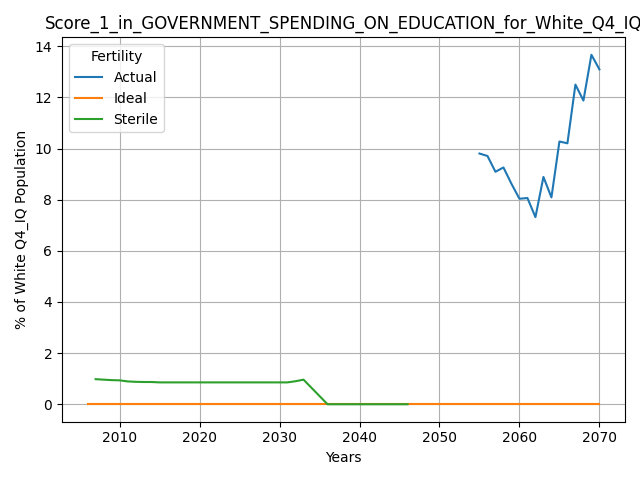 Score_1_in_GOVERNMENT_SPENDING_ON_EDUCATION_for_White_Q4_IQ
Fertility
Actual
Ideal
Sterile
% of White Q4_IQ Population
14
12
10
8
6
4
2
0
2010 2020 2030 2040 2050 2060 2070
Years